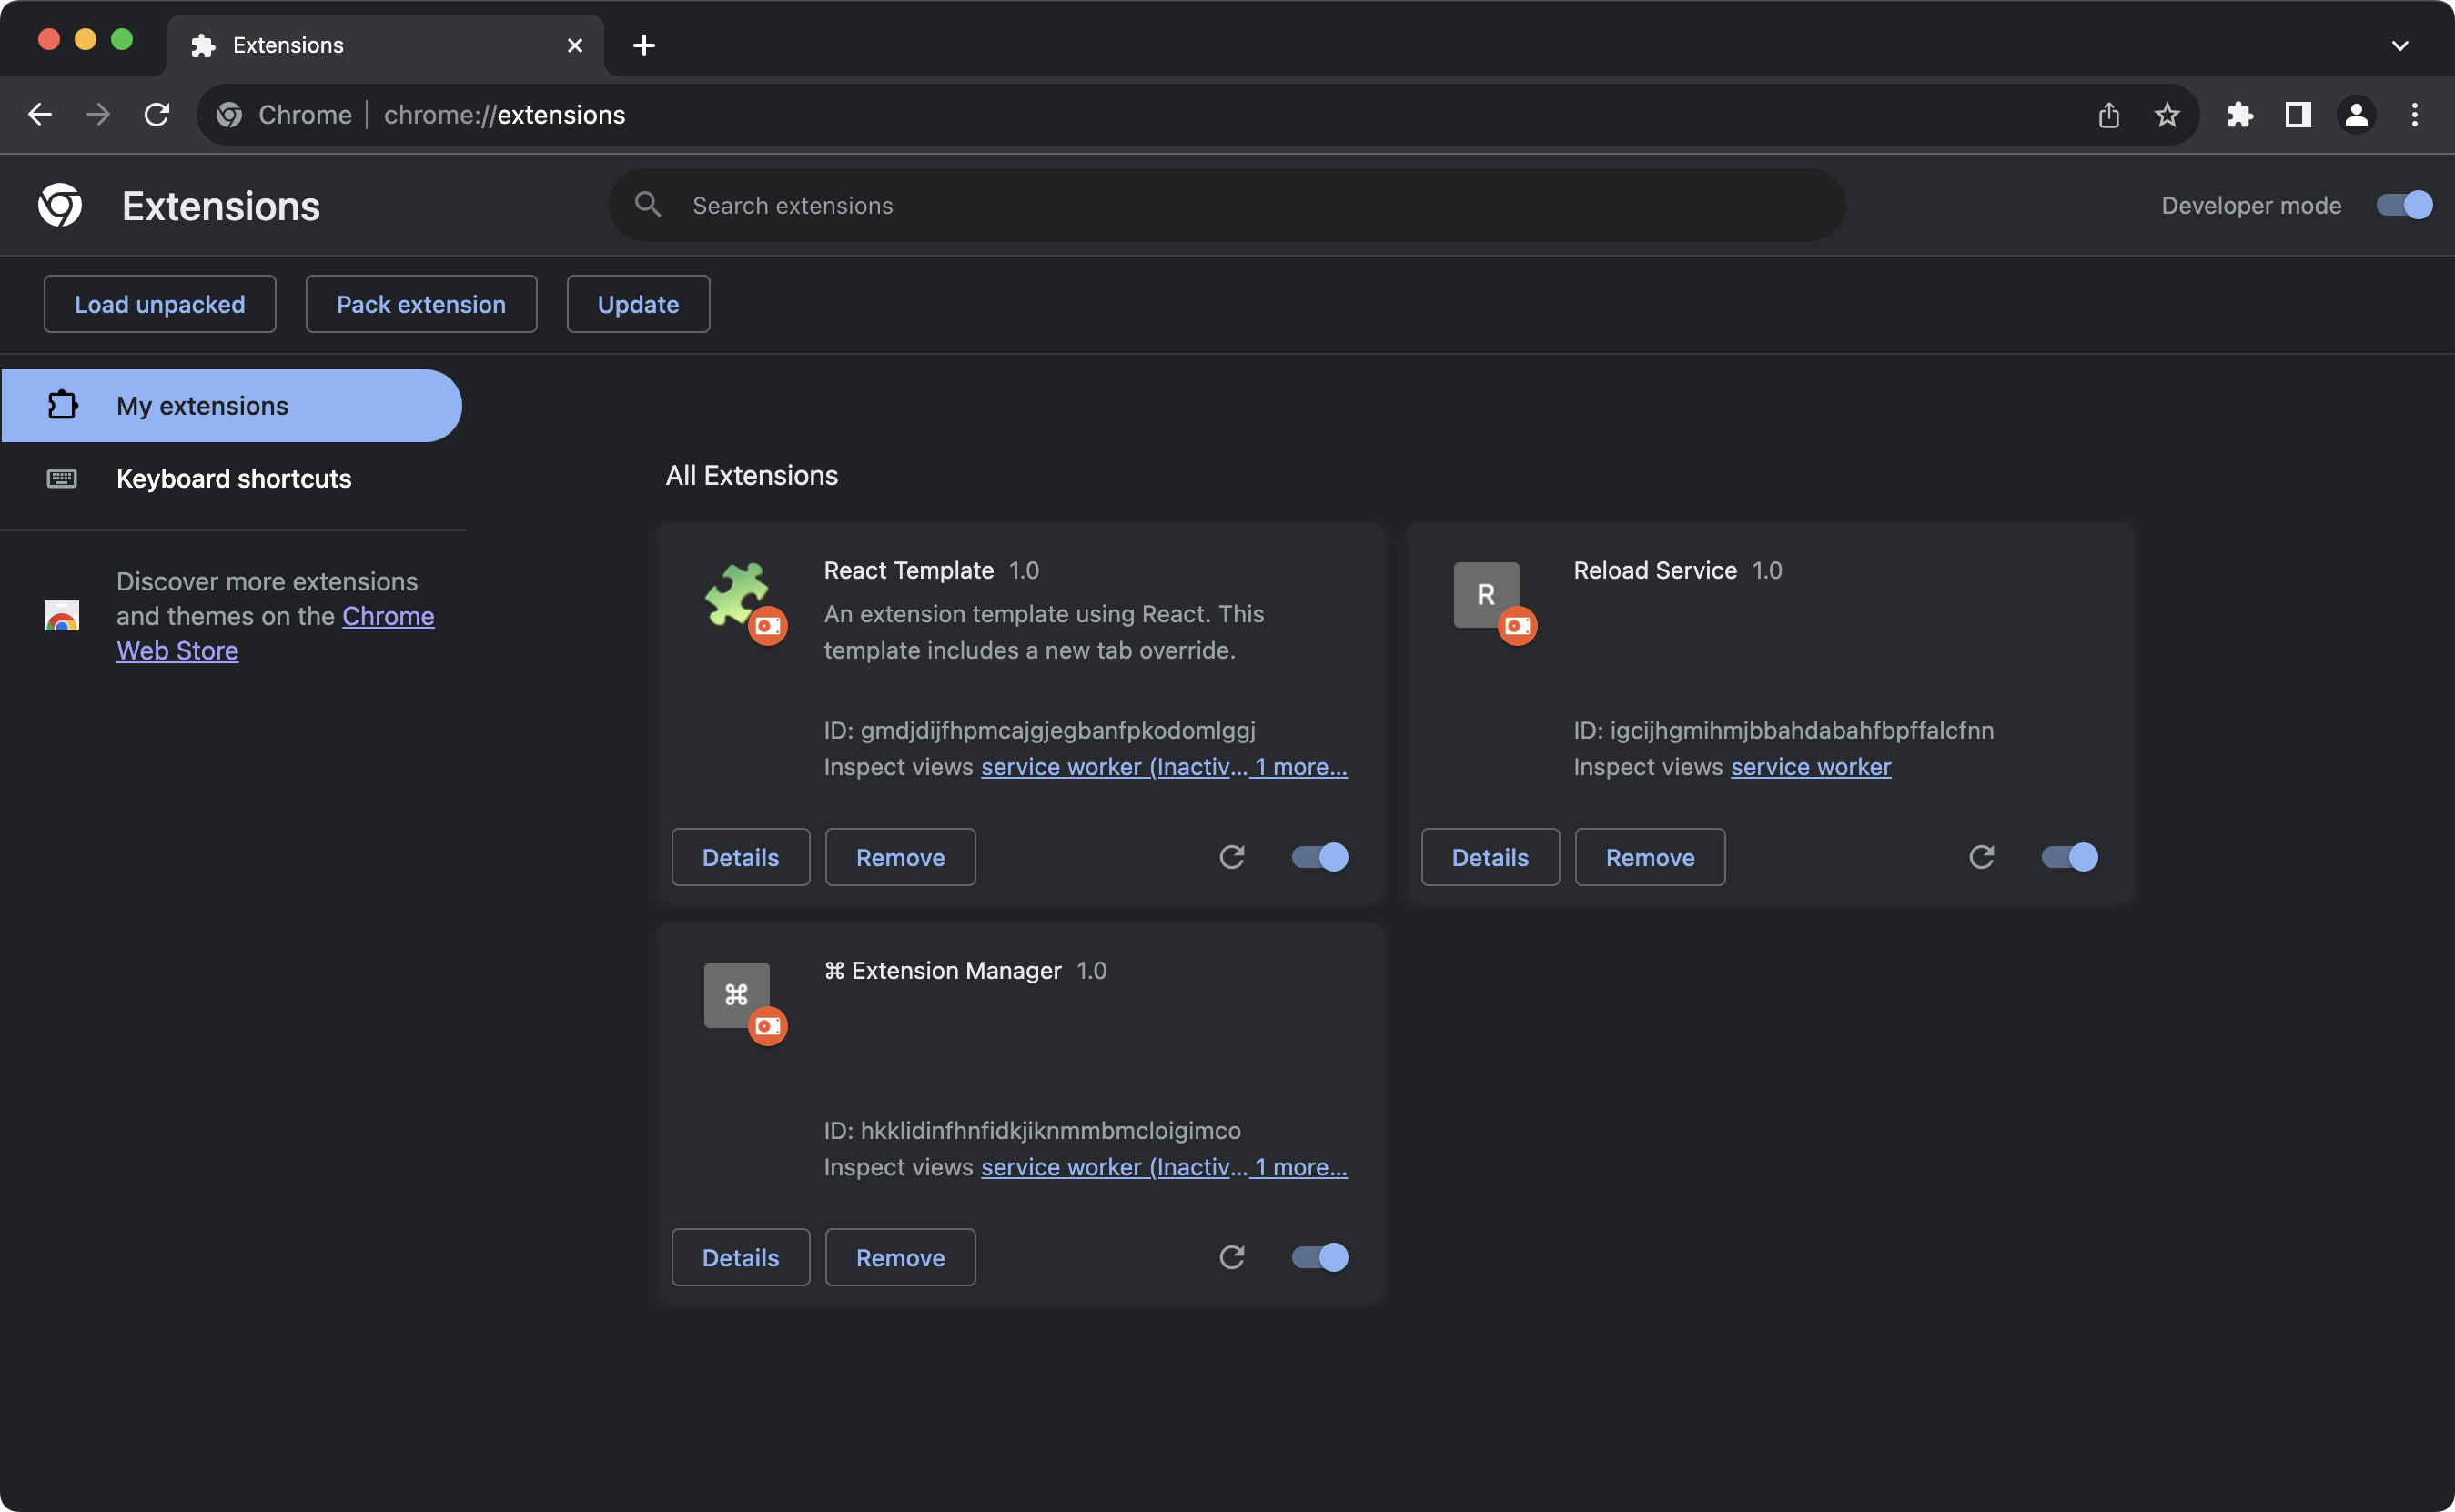 Extensions
Chrome | chrome://extensions
Extensions
Search extensions
Developer mode
Load unpacked
Pack extension
Update
My extensions
Keyboard shortcuts
Discover more extensions
and themes on the Chrome
Web Store
All Extensions
React Template 1.0
An extension template using React. This
template includes a new tab override.
ID: gmdjdijfhpmcajgjegbanfpkodomlggj
Inspect views service worker (Inactiv... 1 more...
Details
Remove
R
Reload Service 1.0
ID: igcijhgmihmjbbahdabahfbpffalcfnn
Inspect views service worker
Details
Remove
⌘
⌘ Extension Manager 1.0
ID: hkklidinfhnfidkjiknmmbmcloigimco
Inspect views service worker (Inactiv... 1 more...
Details
Remove